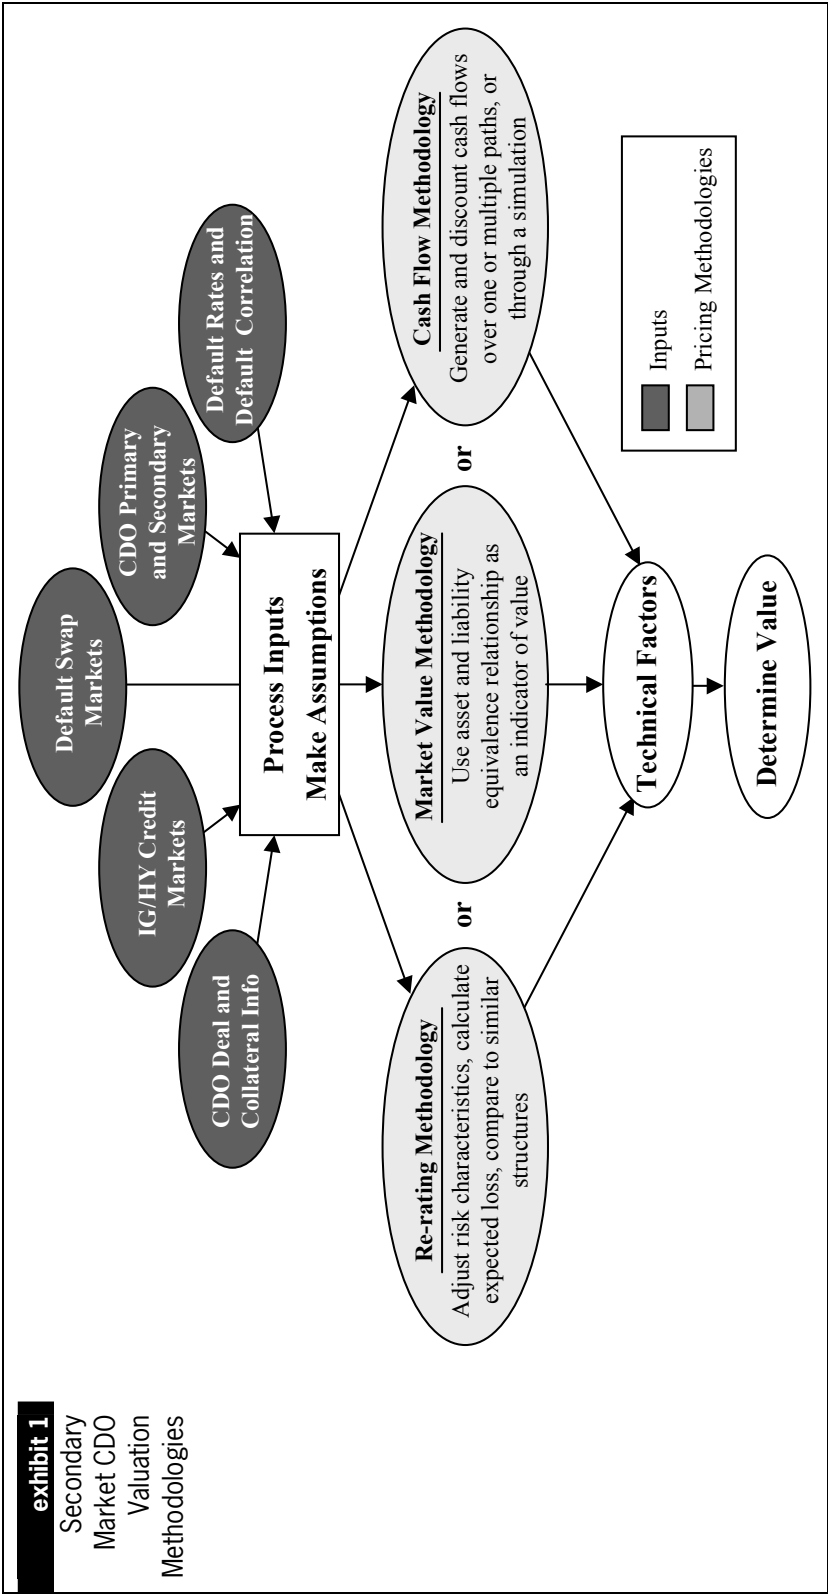 exhibit 1
Secondary
Market CDO
Valuation
Methodologies
CDO Deal and
Collateral Info
IG/HY Credit
Markets
Default Swap
Markets
CDO Primary
and Secondary
Markets
Default Rates and
Default Correlation
Process Inputs
Make Assumptions
Re-rating Methodology
Adjust risk characteristics, calculate
expected loss, compare to similar
structures
or
Market Value Methodology
Use asset and liability
equivalence relationship as
an indicator of value
or
Cash Flow Methodology
Generate and discount cash flows
over one or multiple paths, or
through a simulation
Technical Factors
Determine Value
Inputs
Pricing Methodologies